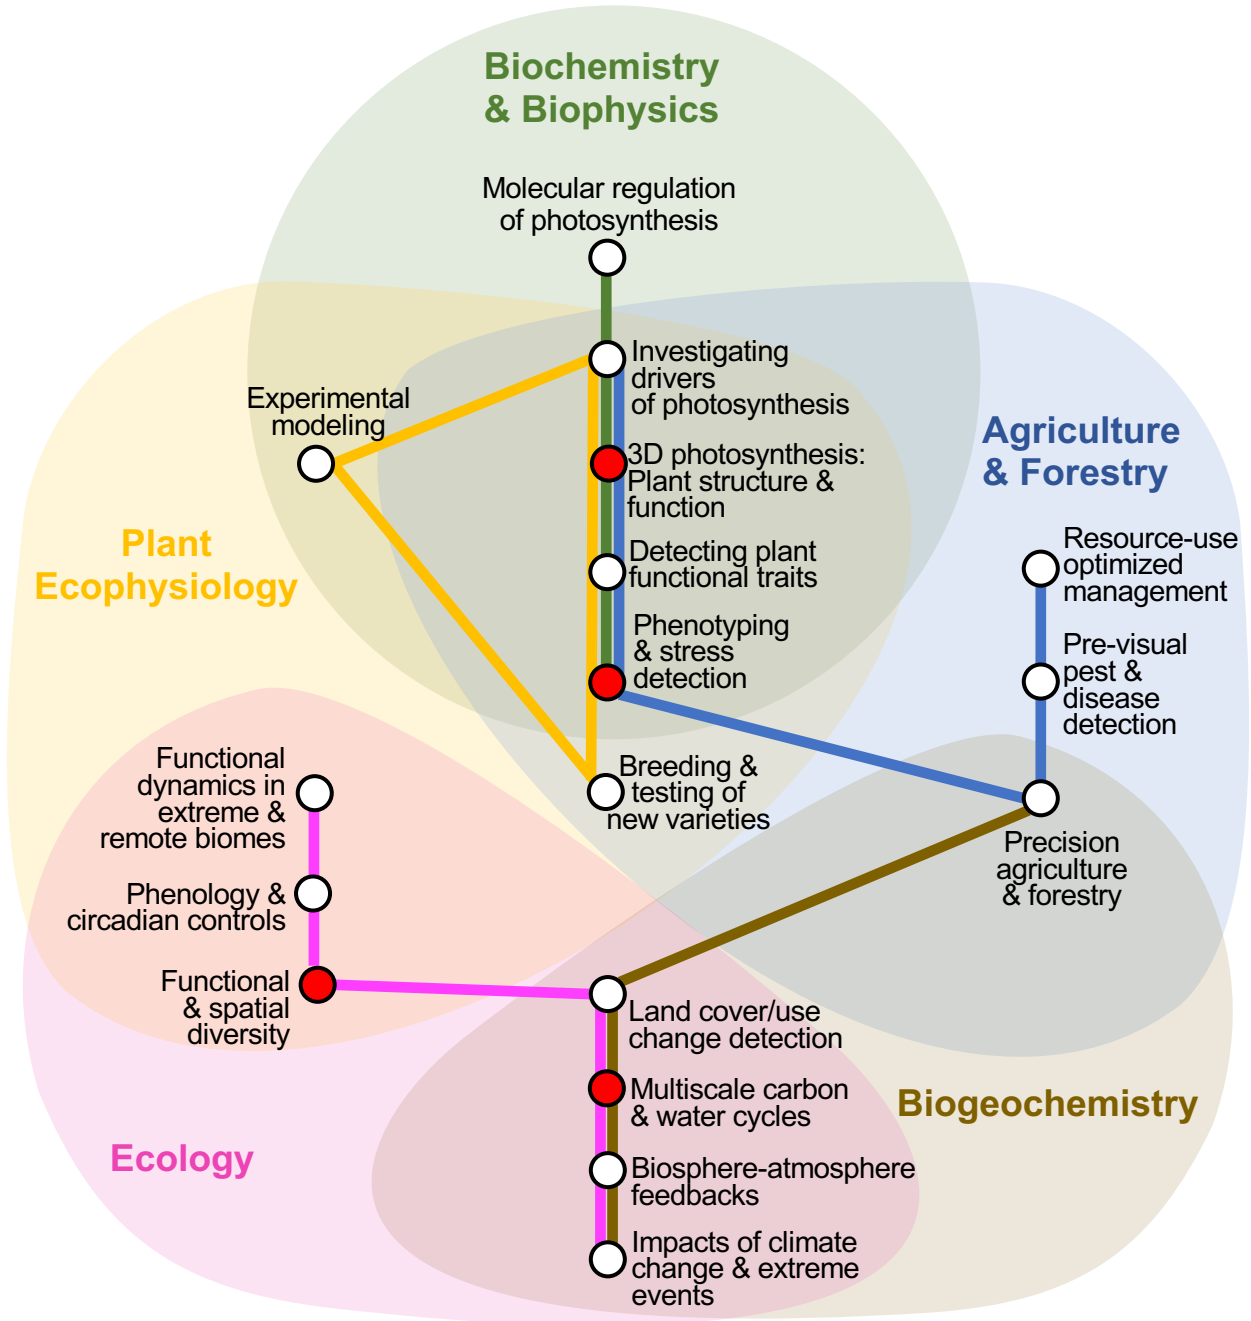 Biochemistry
& Biophysics
Molecular regulation
of photosynthesis
Investigating
drivers
of photosynthesis
Experimental
modeling
3D photosynthesis:
Plant structure &
function
Agriculture
& Forestry
Plant
Ecophysiology
Detecting plant
functional traits
Resource-use
optimized
management
Phenotyping
& stress
detection
Pre-visual
pest &
disease
detection
Functional
dynamics in
extreme &
remote biomes
Breeding &
testing of
new varieties
Precision
agriculture
& forestry
Phenology &
circadian controls
Functional
& spatial
diversity
Land cover/use
change detection
Multiscale carbon
& water cycles
Biogeochemistry
Ecology
Biosphere-atmosphere
feedbacks
Impacts of climate
change & extreme
events